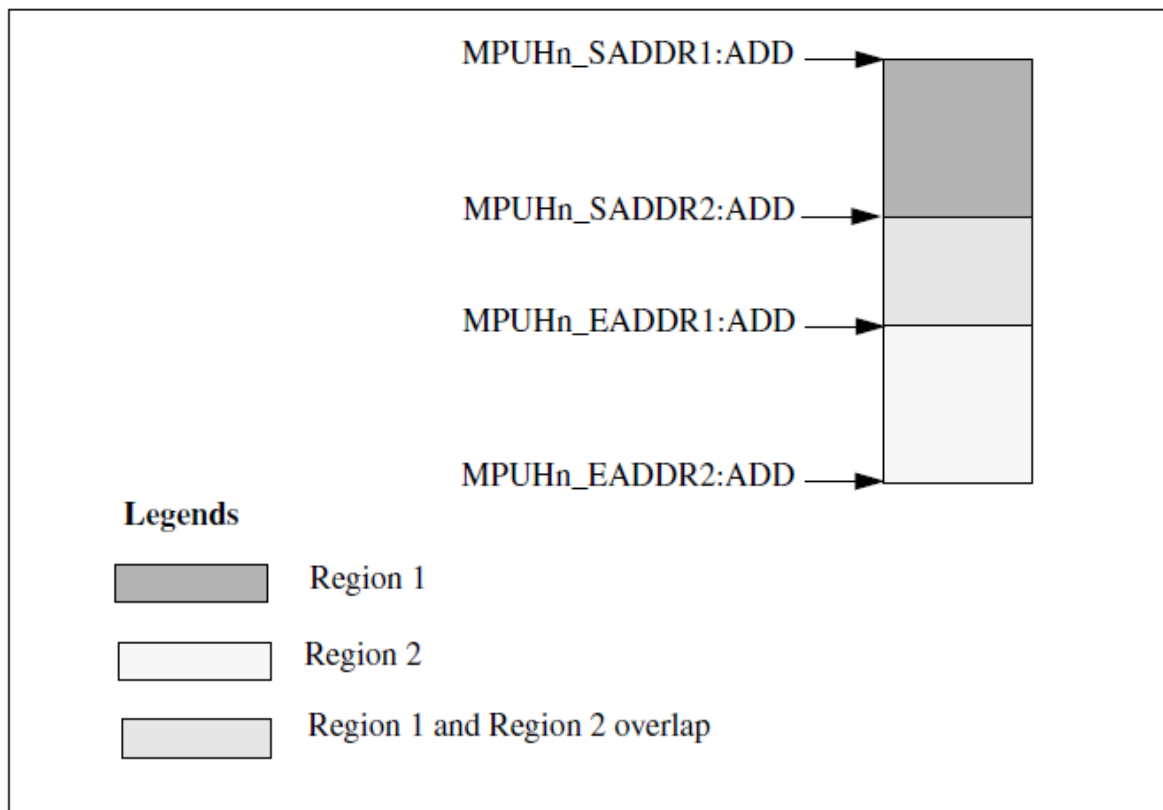 MPUHn_SADDR1:ADD
MPUHn_SADDR2:ADD
MPUHn_EADDR1:ADD
MPUHn_EADDR2:ADD
Legends
Region 1
Region 2
Region 1 and Region 2 overlap